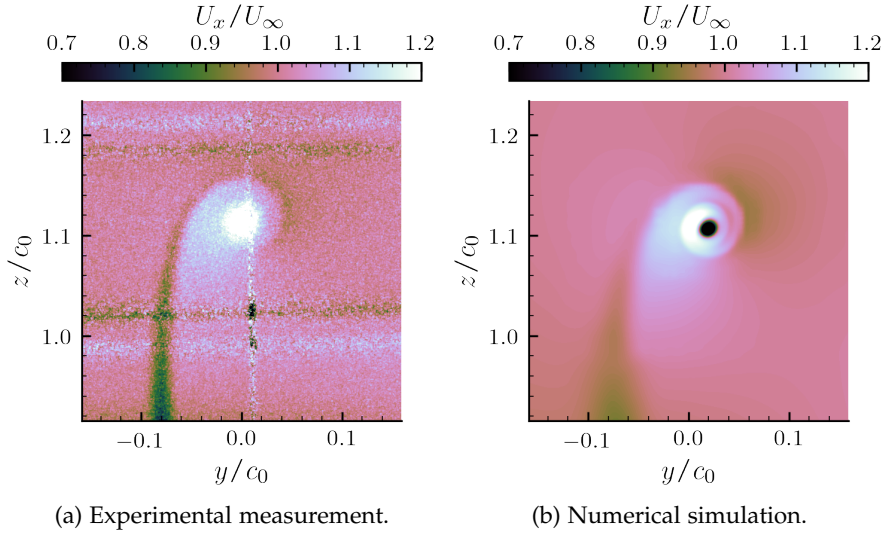 U_x/U_∞ U_x/U_∞
0.7 0.8 0.9 1.0 1.1 1.2 0.7 0.8 0.9 1.0 1.1 1.2
1.2 1.2
z/c_0 1.1 z/c_0 1.1
1.0 1.0
−0.1 0.0 0.1 −0.1 0.0 0.1
y/c_0 y/c_0
(a) Experimental measurement. (b) Numerical simulation.